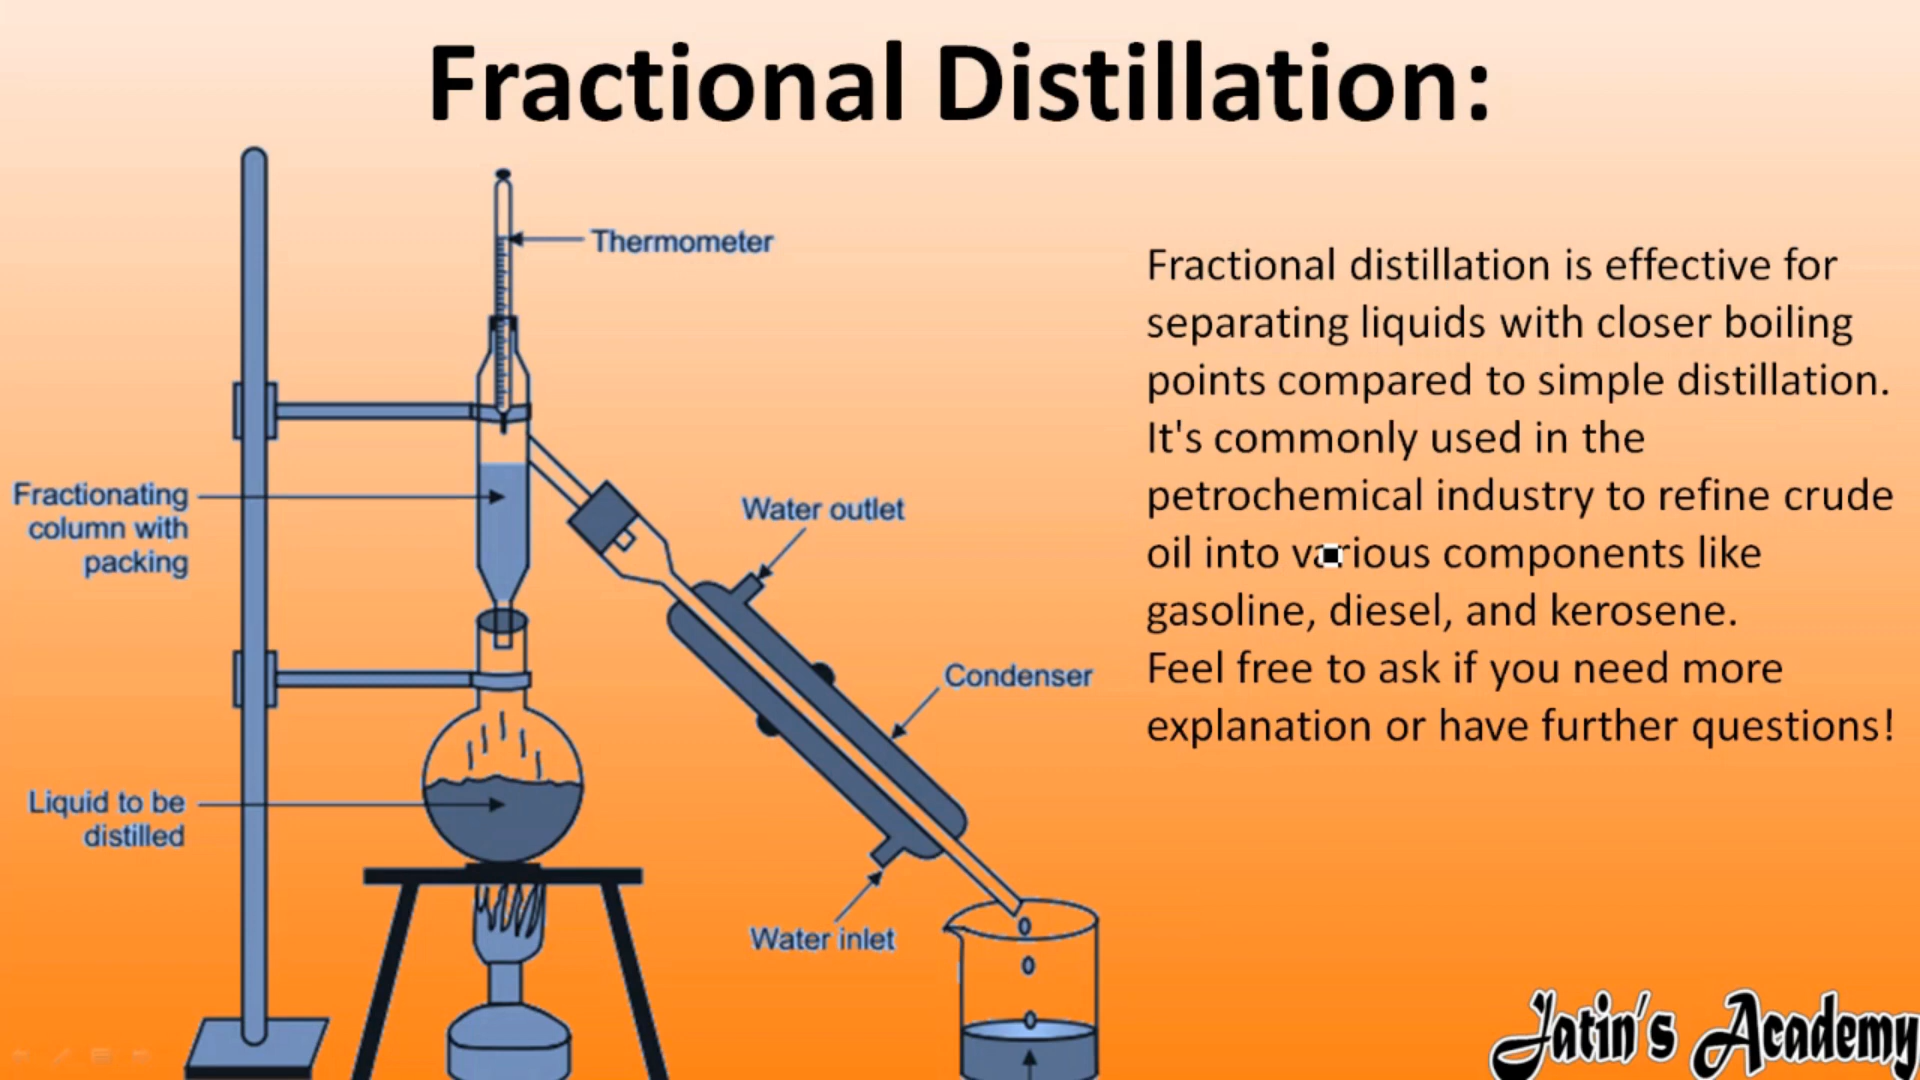 Fractional Distillation:
Thermometer
Fractionating
column with
packing
Water outlet
Condenser
Liquid to be
distilled
Water inlet
Fractional distillation is effective for
separating liquids with closer boiling
points compared to simple distillation.
It's commonly used in the
petrochemical industry to refine crude
oil into various components like
gasoline, diesel, and kerosene.
Feel free to ask if you need more
explanation or have further questions!
Jatin's Academy